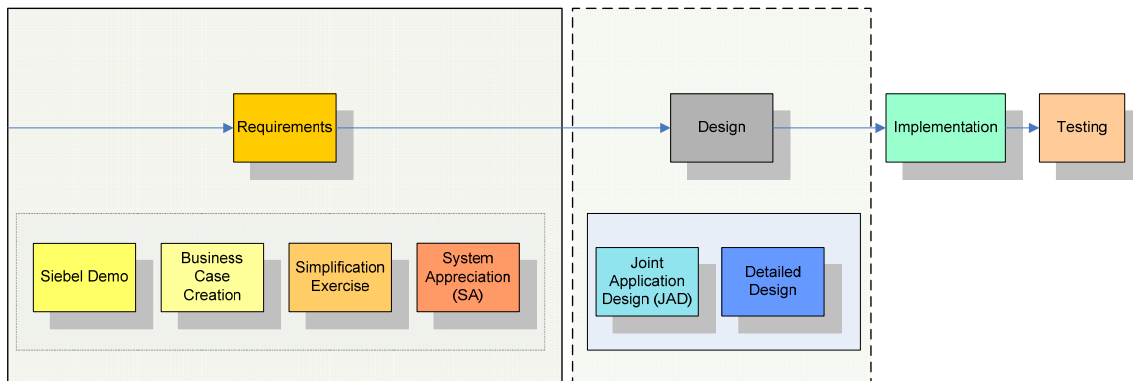 Requirements
Design
Implementation
Testing
Siebel Demo
Business
Case
Creation
Simplification
Exercise
System
Appreciation
(SA)
Joint
Application
Design (JAD)
Detailed
Design